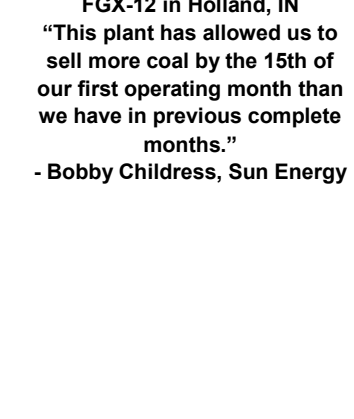 FGX-12 in Holland, IN
“This plant has allowed us to
sell more coal by the 15th of
our first operating month than
we have in previous complete
months.”
- Bobby Childress, Sun Energy